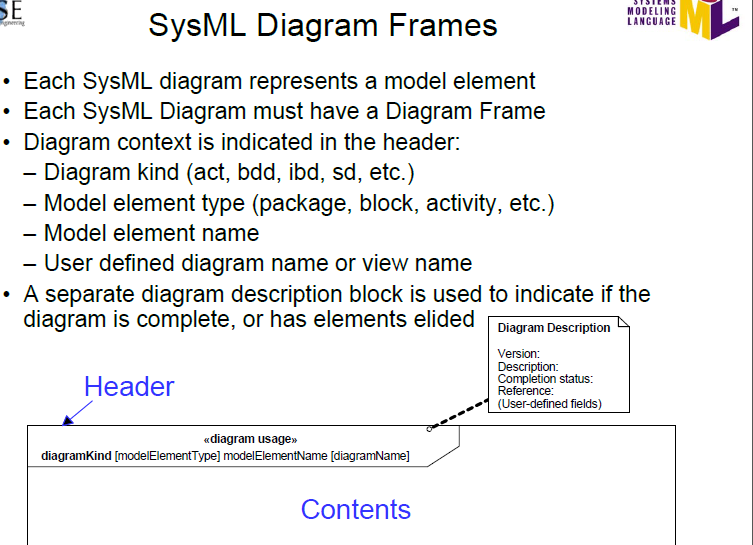 SE
Engineering
SysML Diagram Frames
SYSTEMS
MODELING
LANGUAGE
ML
TM
• Each SysML diagram represents a model element
• Each SysML Diagram must have a Diagram Frame
• Diagram context is indicated in the header:
– Diagram kind (act, bdd, ibd, sd, etc.)
– Model element type (package, block, activity, etc.)
– Model element name
– User defined diagram name or view name
• A separate diagram description block is used to indicate if the
diagram is complete, or has elements elided
Diagram Description
Version:
Description:
Completion status:
Reference:
(User-defined fields)
Header
«diagram usage»
diagramKind [modelElementType] modelElementName [diagramName]
Contents